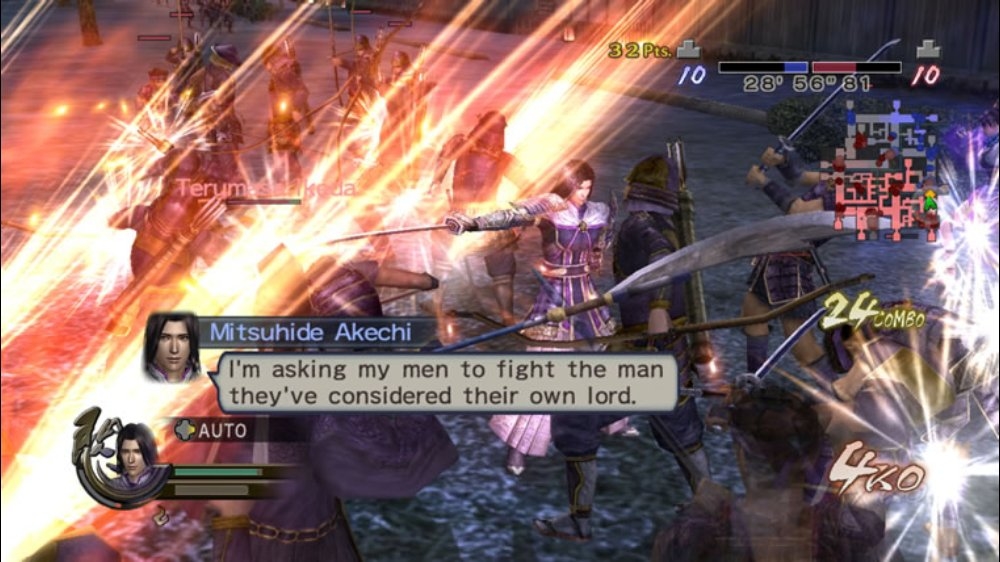 32 Pts.
10
10
28' 56" 81
Terumasa Ikeda
24 COMBO
Mitsuhide Akechi
I'm asking my men to fight the man
they've considered their own lord.
AUTO
4KO